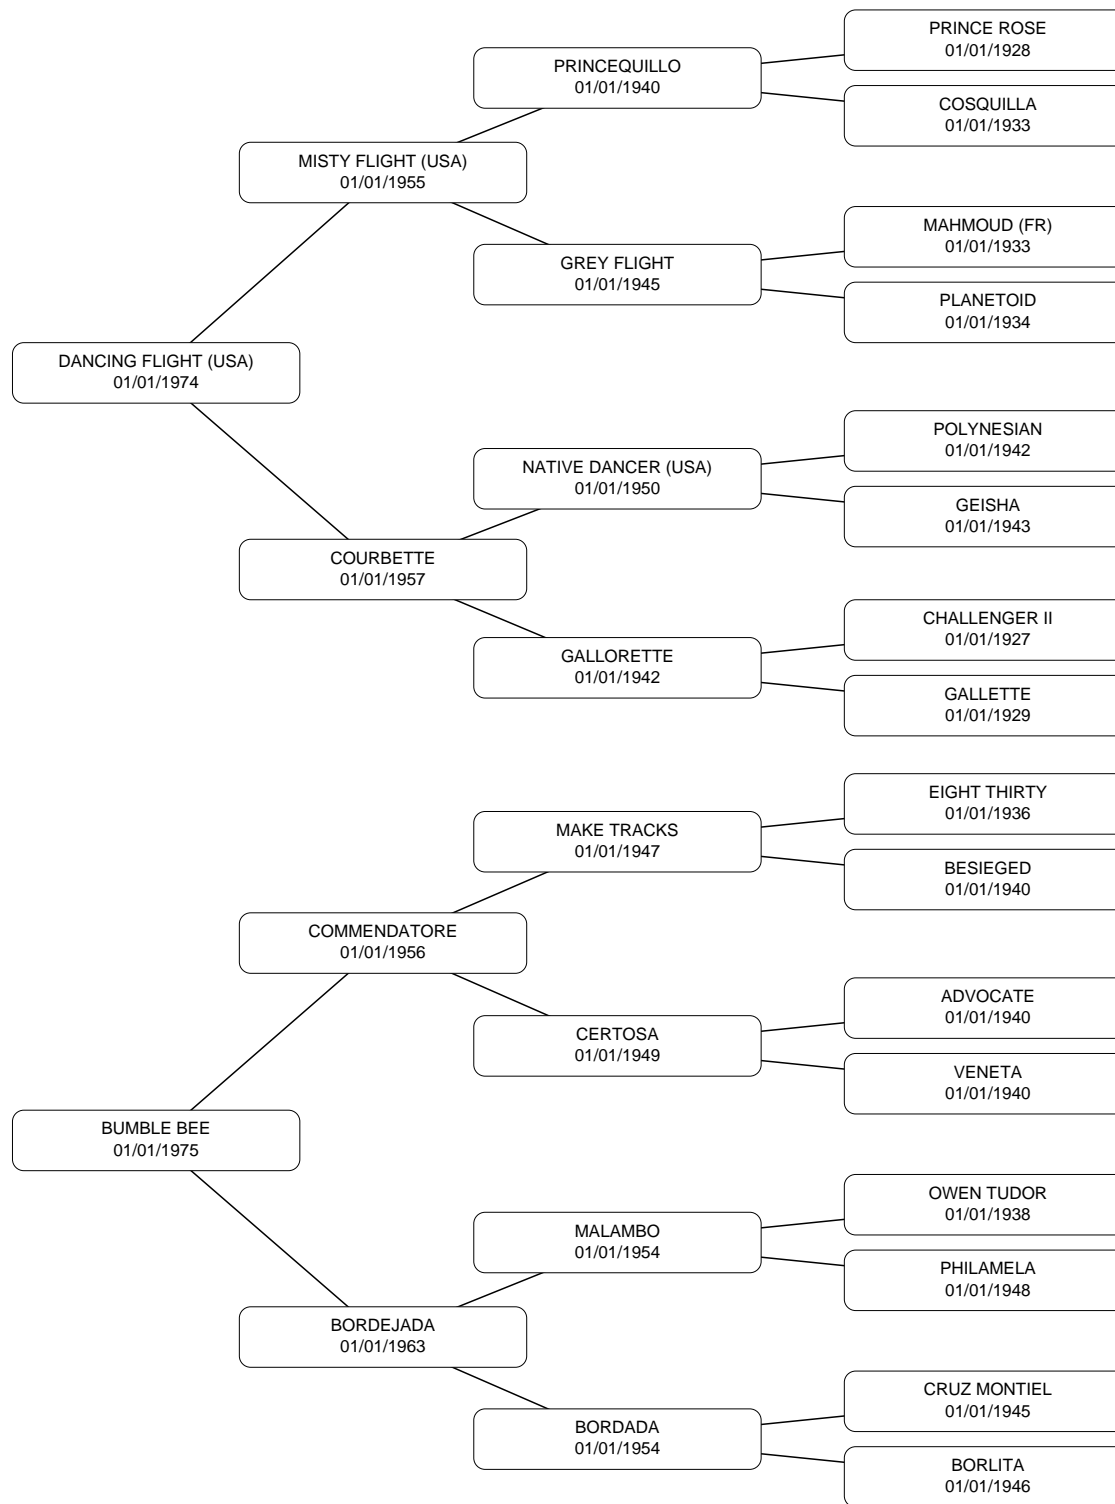 PRINCE ROSE
01/01/1928
PRINCEQUILLO
01/01/1940
COSQUILLA
01/01/1933
MISTY FLIGHT (USA)
01/01/1955
MAHMOUD (FR)
01/01/1933
GREY FLIGHT
01/01/1945
PLANETOID
01/01/1934
DANCING FLIGHT (USA)
01/01/1974
POLYNESIAN
01/01/1942
NATIVE DANCER (USA)
01/01/1950
GEISHA
01/01/1943
COURBETTE
01/01/1957
CHALLENGER II
01/01/1927
GALLORETTE
01/01/1942
GALLETTE
01/01/1929
EIGHT THIRTY
01/01/1936
MAKE TRACKS
01/01/1947
BESIEGED
01/01/1940
COMMENDATORE
01/01/1956
ADVOCATE
01/01/1940
CERTOSA
01/01/1949
VENETA
01/01/1940
BUMBLE BEE
01/01/1975
OWEN TUDOR
01/01/1938
MALAMBO
01/01/1954
PHILAMELA
01/01/1948
BORDEJADA
01/01/1963
CRUZ MONTIEL
01/01/1945
BORDADA
01/01/1954
BORLITA
01/01/1946